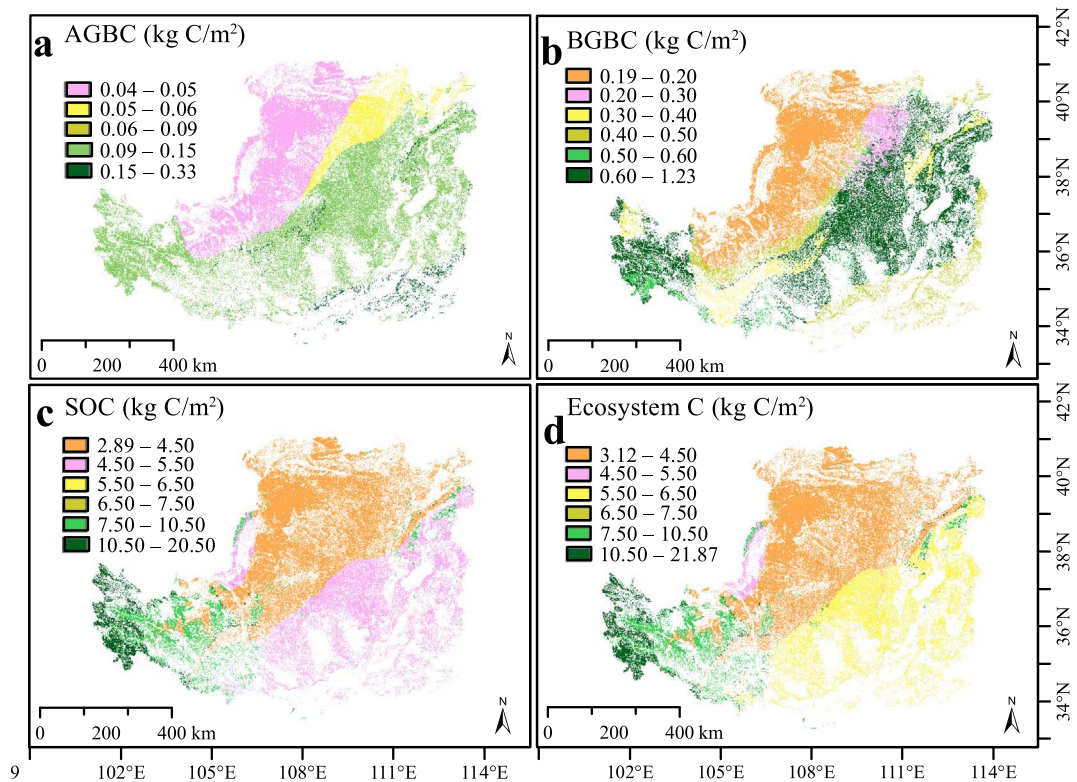 a AGBC (kg C/m²)
0.04 – 0.05
0.05 – 0.06
0.06 – 0.09
0.09 – 0.15
0.15 – 0.33
0 200 400 km
N
b BGBC (kg C/m²)
0.19 – 0.20
0.20 – 0.30
0.30 – 0.40
0.40 – 0.50
0.50 – 0.60
0.60 – 1.23
0 200 400 km
N
42°N
40°N
38°N
36°N
34°N
c SOC (kg C/m²)
2.89 – 4.50
4.50 – 5.50
5.50 – 6.50
6.50 – 7.50
7.50 – 10.50
10.50 – 20.50
0 200 400 km
N
d Ecosystem C (kg C/m²)
3.12 – 4.50
4.50 – 5.50
5.50 – 6.50
6.50 – 7.50
7.50 – 10.50
10.50 – 21.87
0 200 400 km
N
42°N
40°N
38°N
36°N
34°N
9 102°E 105°E 108°E 111°E 114°E
102°E 105°E 108°E 111°E 114°E